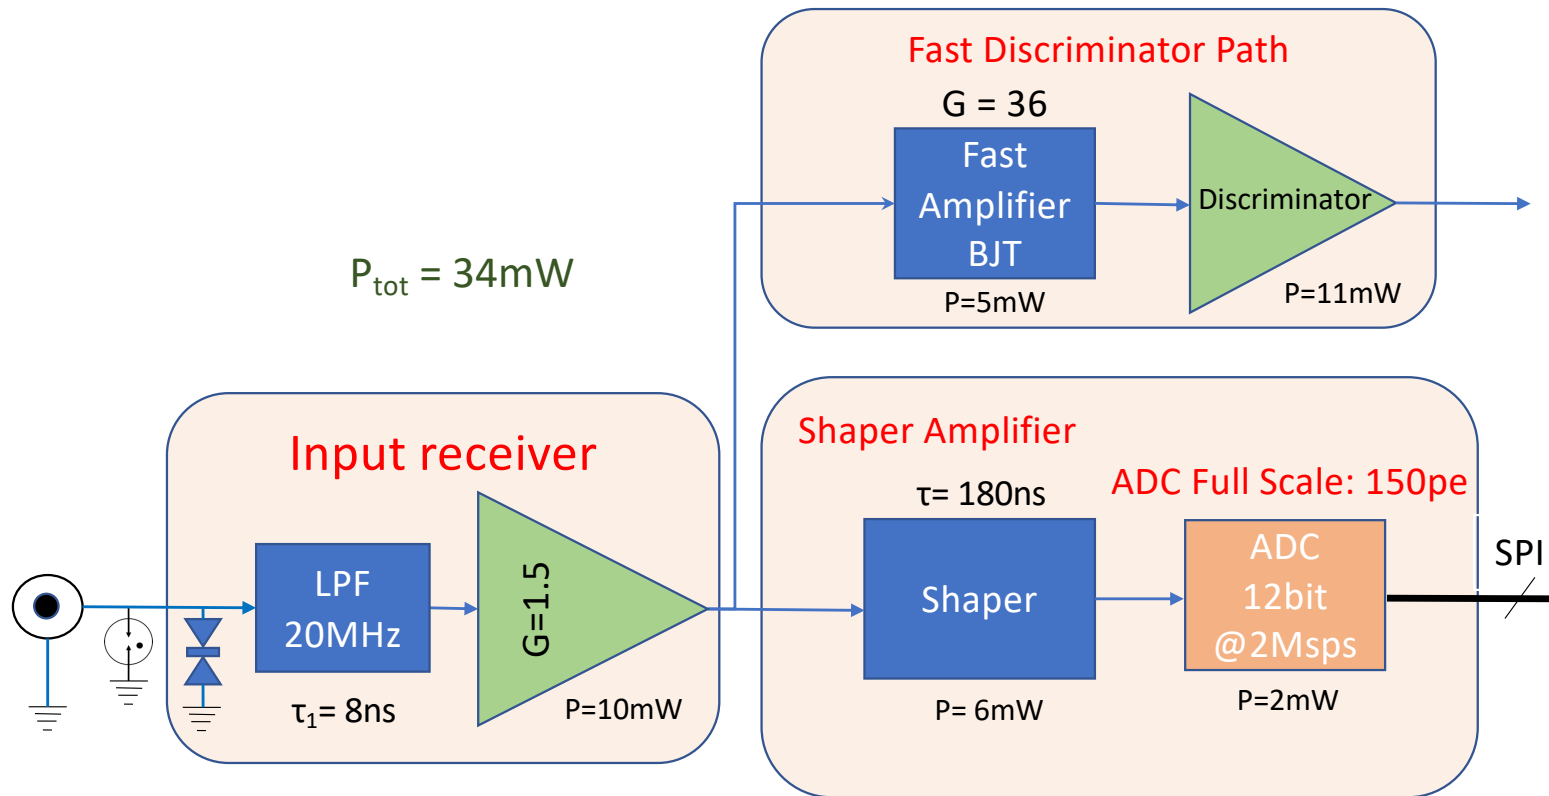 Fast Discriminator Path
G = 36
Fast
Amplifier
BJT
Discriminator
P=5mW
P=11mW
Ptot = 34mW
Input receiver
LPF
20MHz
τ1= 8ns
G=1.5
P=10mW
Shaper Amplifier
τ= 180ns
Shaper
P= 6mW
ADC Full Scale: 150pe
ADC
12bit
@2Msps
P=2mW
SPI